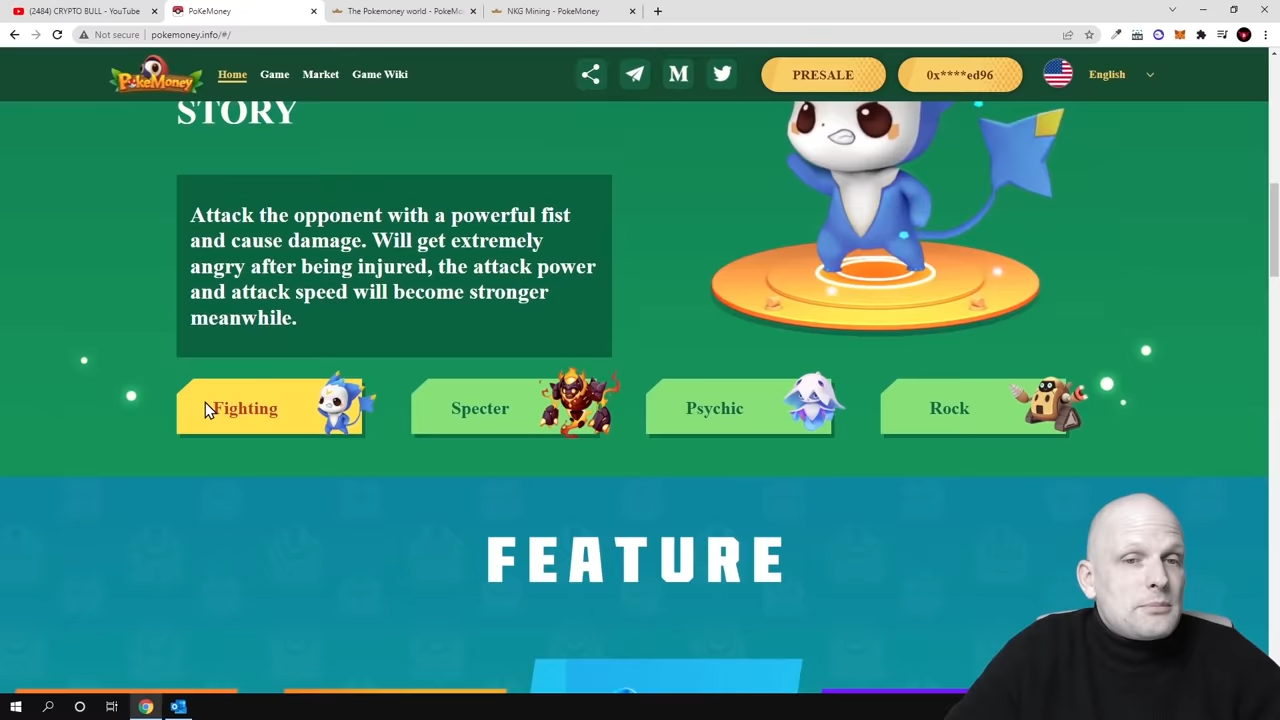 (2484) CRYPTO BULL - YouTube
PoKeMoney
The Pokemoney world - PokeMo
NKG Mining - PokeMoney
Not secure
pokemoney.info/#/
PokeMoney
Home
Game
Market
Game Wiki
M
PRESALE
0x****ed96
English
STORY
Attack the opponent with a powerful fist
and cause damage. Will get extremely
angry after being injured, the attack power
and attack speed will become stronger
meanwhile.
Fighting
Specter
Psychic
Rock
FEATURE